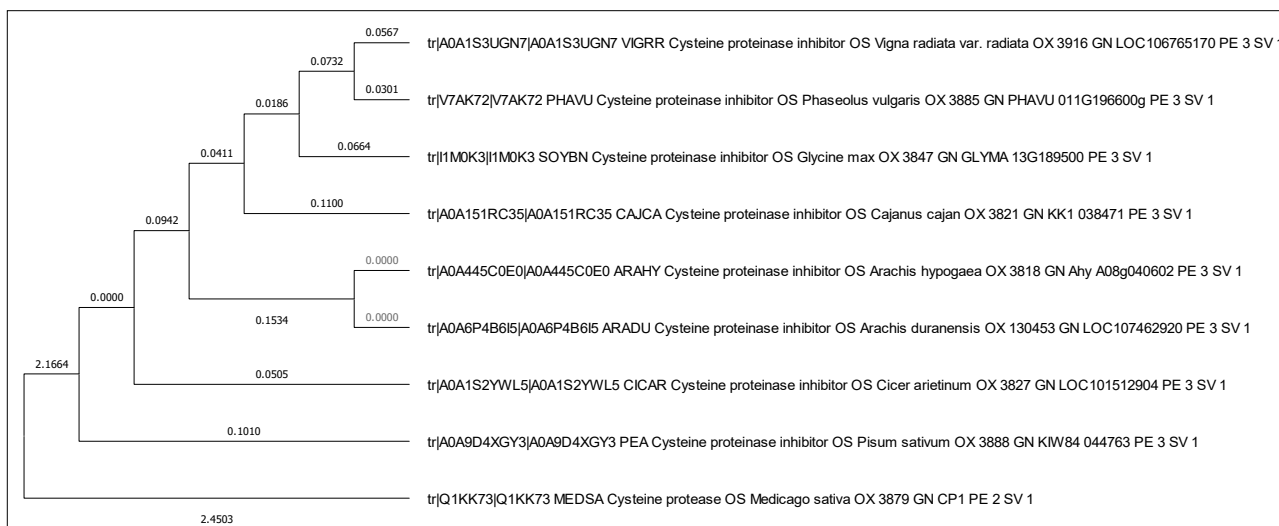 0.0567
tr|A0A1S3UGN7|A0A1S3UGN7 VIGRR Cysteine proteinase inhibitor OS Vigna radiata var. radiata OX 3916 GN LOC106765170 PE 3 SV 1
0.0732
0.0301
tr|V7AK72|V7AK72 PHAVU Cysteine proteinase inhibitor OS Phaseolus vulgaris OX 3885 GN PHAVU 011G196600g PE 3 SV 1
0.0186
0.0664
tr|I1M0K3|I1M0K3 SOYBN Cysteine proteinase inhibitor OS Glycine max OX 3847 GN GLYMA 13G189500 PE 3 SV 1
0.0411
0.1100
tr|A0A151RC35|A0A151RC35 CAJCA Cysteine proteinase inhibitor OS Cajanus cajan OX 3821 GN KK1 038471 PE 3 SV 1
0.0942
0.0000
tr|A0A445C0E0|A0A445C0E0 ARAHY Cysteine proteinase inhibitor OS Arachis hypogaea OX 3818 GN Ahy A08g040602 PE 3 SV 1
0.0000
0.1534
0.0000
tr|A0A6P4B6I5|A0A6P4B6I5 ARADU Cysteine proteinase inhibitor OS Arachis duranensis OX 130453 GN LOC107462920 PE 3 SV 1
2.1664
0.0505
tr|A0A1S2YWL5|A0A1S2YWL5 CICAR Cysteine proteinase inhibitor OS Cicer arietinum OX 3827 GN LOC101512904 PE 3 SV 1
0.1010
tr|A0A9D4XGY3|A0A9D4XGY3 PEA Cysteine proteinase inhibitor OS Pisum sativum OX 3888 GN KIW84 044763 PE 3 SV 1
tr|Q1KK73|Q1KK73 MEDSA Cysteine protease OS Medicago sativa OX 3879 GN CP1 PE 2 SV 1
2.4503